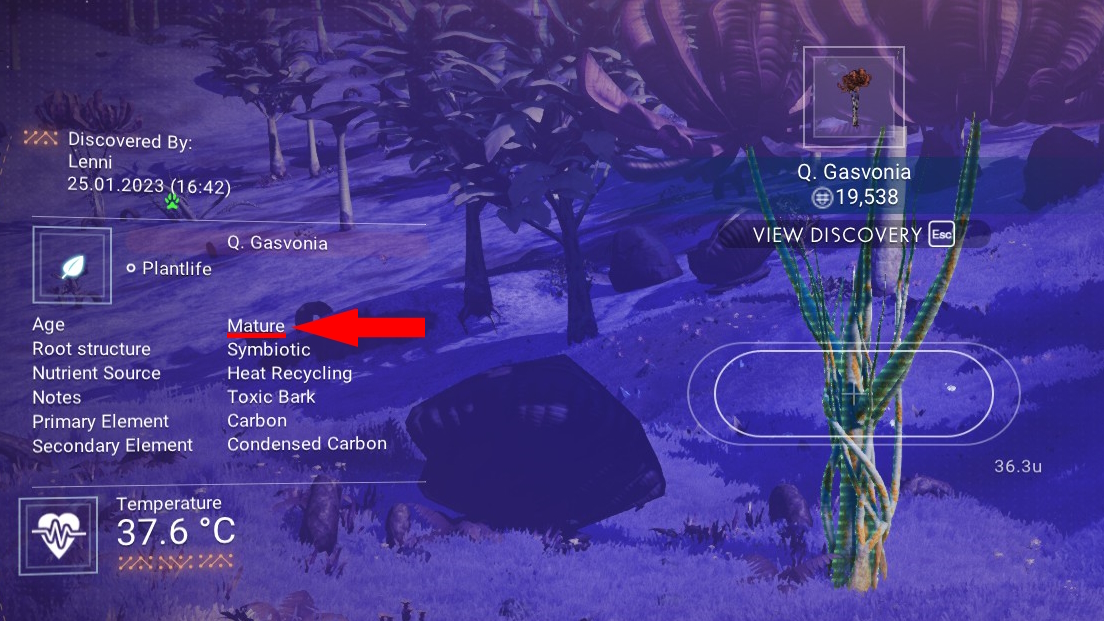 Discovered By:
Lenni
25.01.2023 (16:42)
Q. Gasvonia
Plantlife
Age Mature
Root structure Symbiotic
Nutrient Source Heat Recycling
Notes Toxic Bark
Primary Element Carbon
Secondary Element Condensed Carbon
Temperature
37.6 °C
Q. Gasvonia
19,538
VIEW DISCOVERY Esc
36.3u